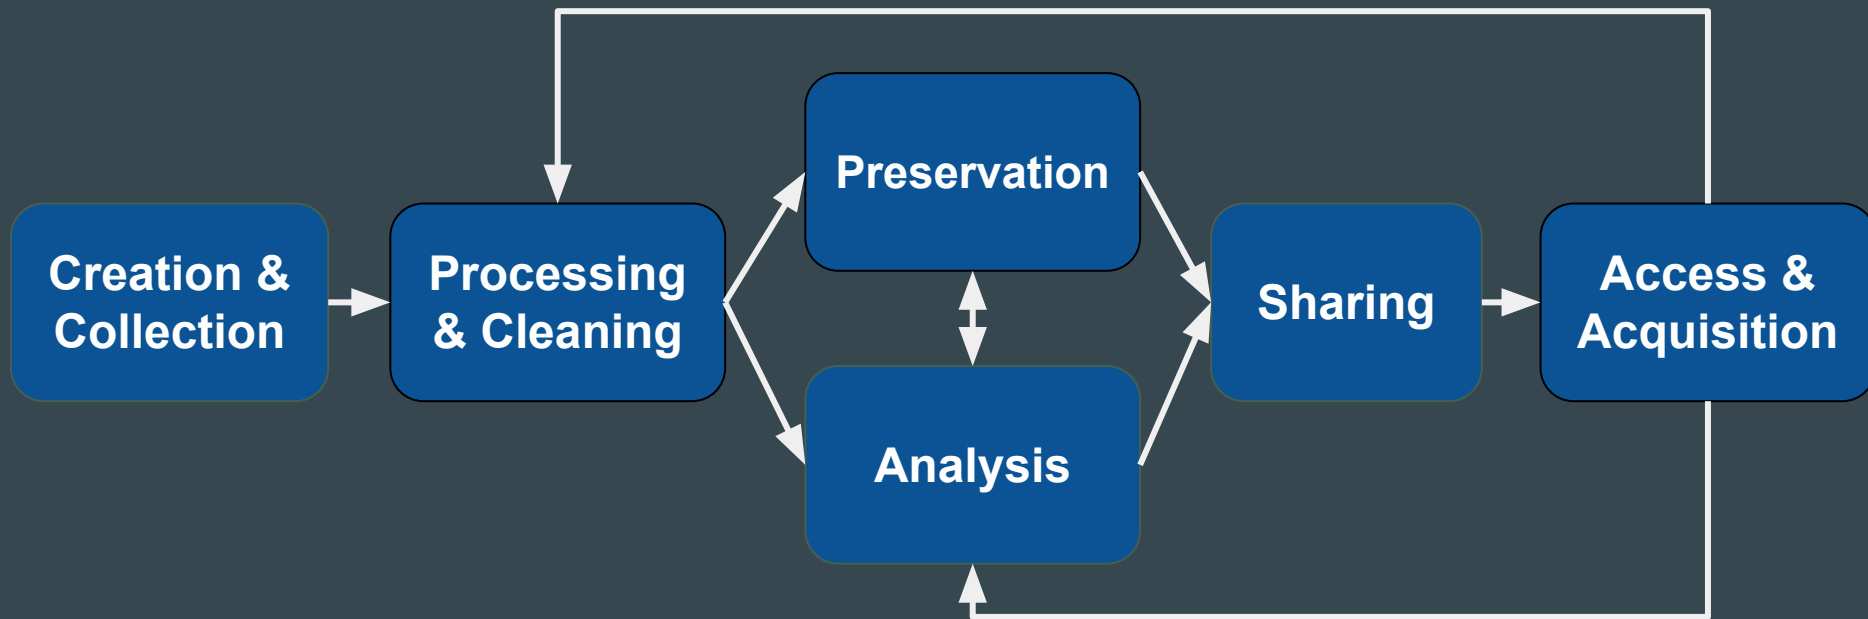 Creation &
Collection
Processing
& Cleaning
Preservation
Analysis
Sharing
Access &
Acquisition